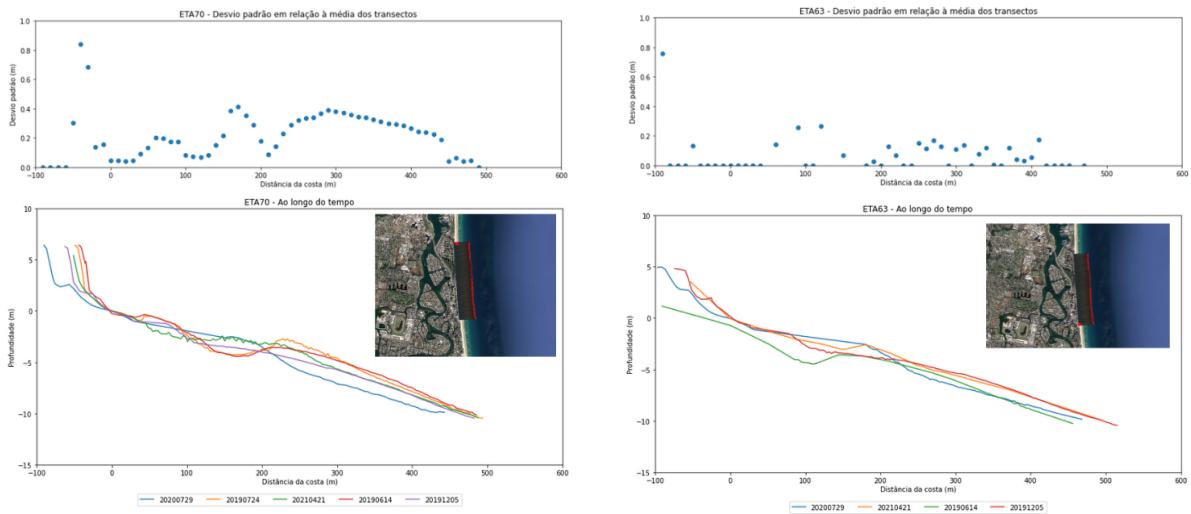 ETA70 - Desvio padrão em relação à média dos transectos
Desvio padrão (m)
1.0
0.8
0.6
0.4
0.2
0.0
−100 0 100 200 300 400 500 600
Distância da costa (m)
ETA70 - Ao longo do tempo
Profundidade (m)
10
5
0
−5
−10
−15
−100 0 100 200 300 400 500 600
Distância da costa (m)
20200729 20190724 20210421 20190614 20191205
ETA63 - Desvio padrão em relação à média dos transectos
Desvio padrão (m)
1.0
0.8
0.6
0.4
0.2
0.0
−100 0 100 200 300 400 500 600
Distância da costa (m)
ETA63 - Ao longo do tempo
Profundidade (m)
10
5
0
−5
−10
−15
−100 0 100 200 300 400 500 600
Distância da costa (m)
20200729 20210421 20190614 20191205